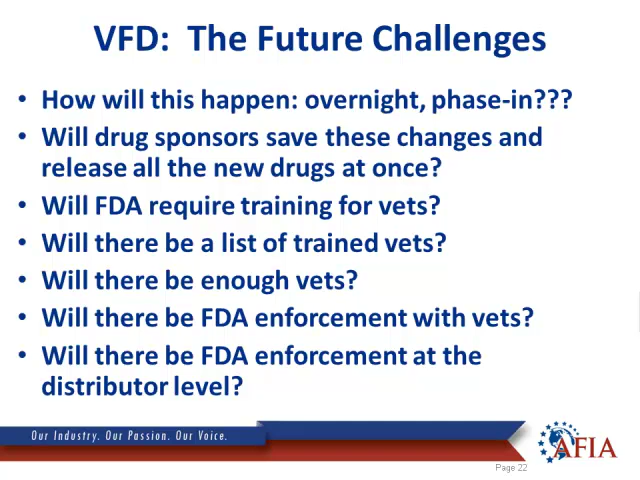 VFD:  The Future Challenges
• How will this happen: overnight, phase-in???
• Will drug sponsors save these changes and
release all the new drugs at once?
• Will FDA require training for vets?
• Will there be a list of trained vets?
• Will there be enough vets?
• Will there be FDA enforcement with vets?
• Will there be FDA enforcement at the
distributor level?
Our Industry. Our Passion. Our Voice.
AFIA
Page 22